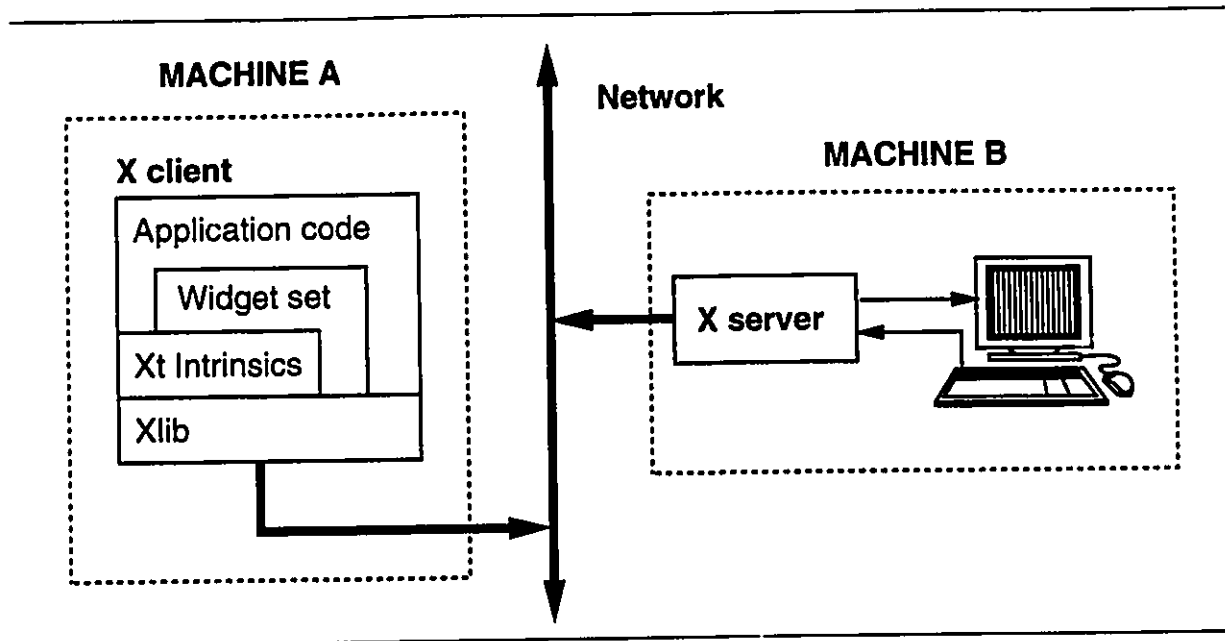 MACHINE A
X client
Application code
Widget set
Xt Intrinsics
Xlib
Network
MACHINE B
X server